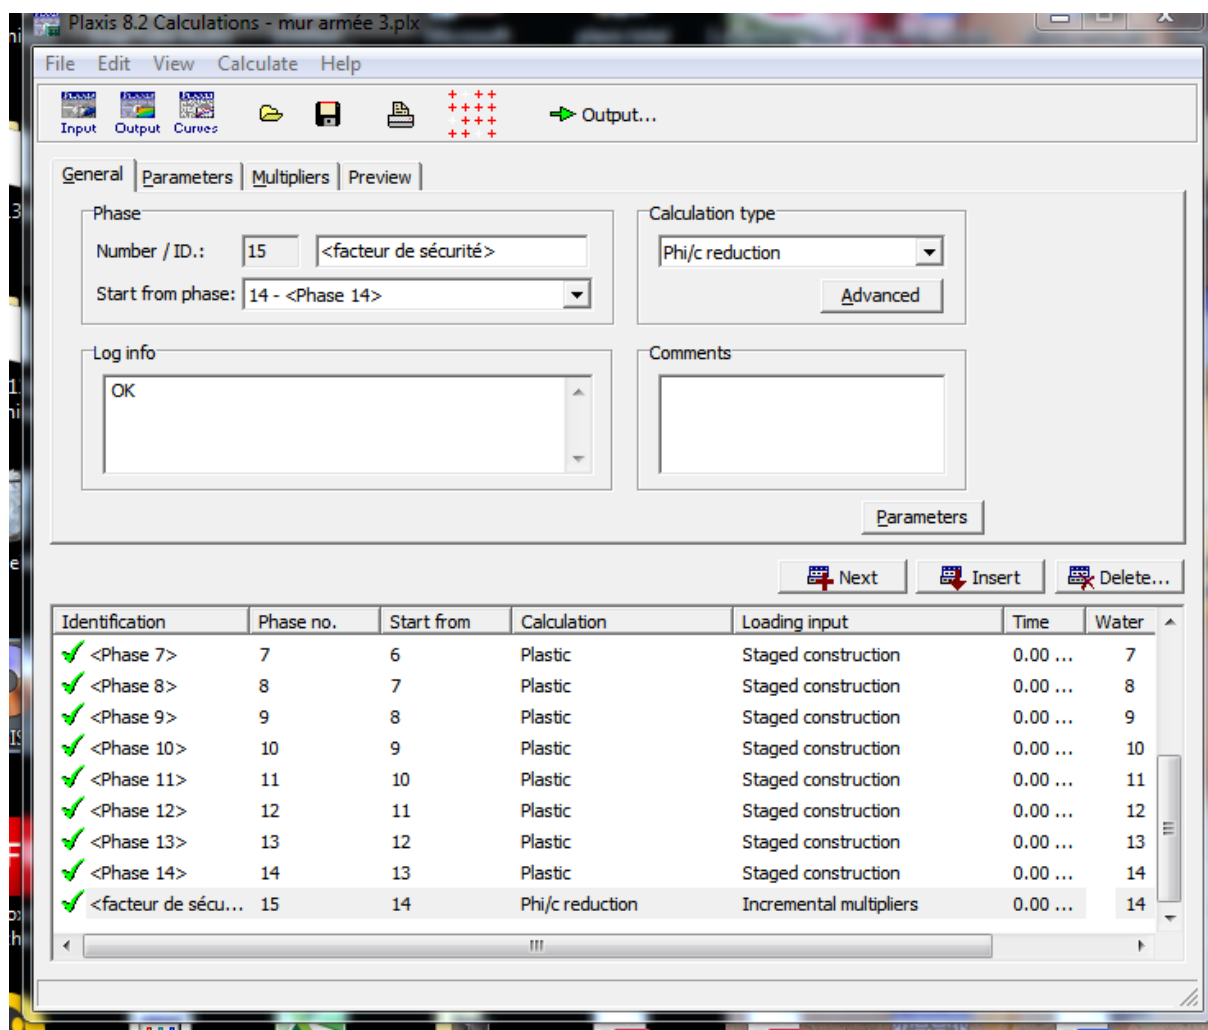 Plaxis 8.2 Calculations - mur armée 3.plx
File Edit View Calculate Help
Input Output Curves Output...
General Parameters Multipliers Preview
Phase
Number / ID.: 15 <facteur de sécurité>
Start from phase: 14 - <Phase 14>
Calculation type
Phi/c reduction
Advanced
Log info
OK
Comments
Parameters
Next Insert Delete...
Identification Phase no. Start from Calculation Loading input Time Water
<Phase 7> 7 6 Plastic Staged construction 0.00 ... 7
<Phase 8> 8 7 Plastic Staged construction 0.00 ... 8
<Phase 9> 9 8 Plastic Staged construction 0.00 ... 9
<Phase 10> 10 9 Plastic Staged construction 0.00 ... 10
<Phase 11> 11 10 Plastic Staged construction 0.00 ... 11
<Phase 12> 12 11 Plastic Staged construction 0.00 ... 12
<Phase 13> 13 12 Plastic Staged construction 0.00 ... 13
<Phase 14> 14 13 Plastic Staged construction 0.00 ... 14
<facteur de sécu... 15 14 Phi/c reduction Incremental multipliers 0.00 ... 14